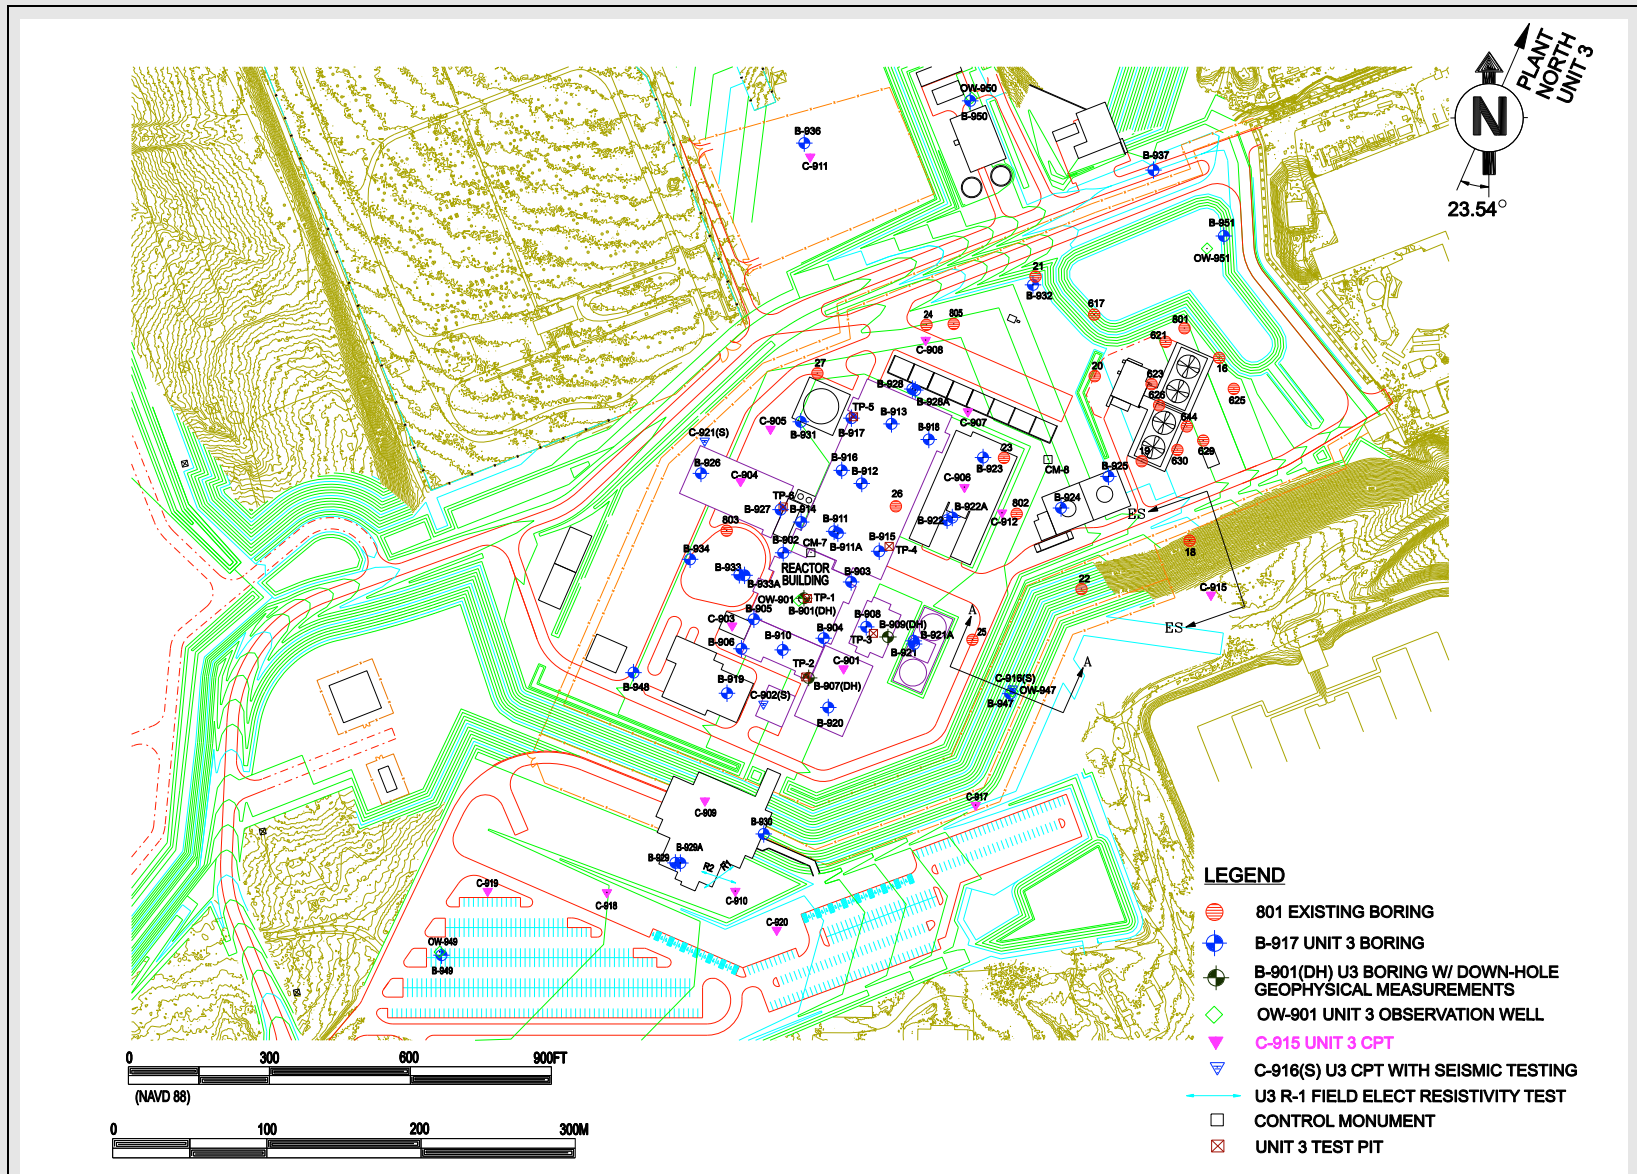 PLANT
NORTH
UNIT 3
N
23.54°
OW-950
B-950
B-936
C-911
B-937
B-951
OW-951
21
B-932
617
24
805
C-908
801
621
16
27
20
623
625
626
B-928
B-928A
TP-5
B-913
C-905
B-931
B-917
B-918
C-907
644
C-921(S)
23
629
B-916
B-923
CM-8
19
630
B-926
C-904
B-912
B-925
C-906
TP-6
26
802
B-924
B-927
B-914
B-922A
B-922
C-912
ES
803
B-911
B-902
CM-7
B-911A
B-915
TP-4
18
B-934
REACTOR
BUILDING
B-933
B-933A
B-903
22
C-915
OW-901
TP-1
B-901(DH)
A
C-903
B-905
B-908
B-909(DH)
ES
B-904
25
B-906
B-910
TP-3
B-921A
B-921
TP-2
C-901
A
B-948
B-919
B-907(DH)
C-916(S)
C-902(S)
OW-947
B-947
B-920
C-917
C-909
B-930
B-929A
B-929
R2
R1
C-919
C-918
C-910
C-920
OW-949
B-949
LEGEND
801 EXISTING BORING
B-917 UNIT 3 BORING
B-901(DH) U3 BORING W/ DOWN-HOLE
GEOPHYSICAL MEASUREMENTS
OW-901 UNIT 3 OBSERVATION WELL
C-915 UNIT 3 CPT
C-916(S) U3 CPT WITH SEISMIC TESTING
U3 R-1 FIELD ELECT RESISTIVITY TEST
CONTROL MONUMENT
UNIT 3 TEST PIT
0 300 600 900FT
(NAVD 88)
0 100 200 300M